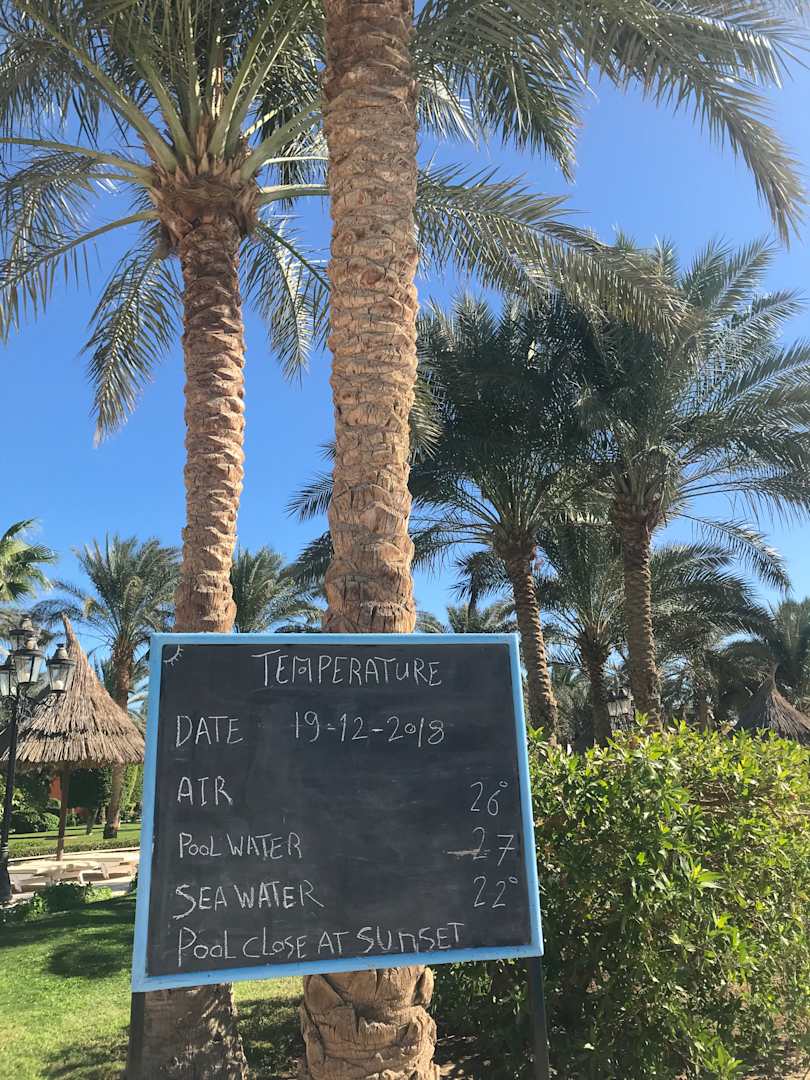 TEMPERATURE
DATE 19-12-2018
AIR 26°
POOL WATER 27
SEA WATER 22°
POOL CLOSE AT SUNSET